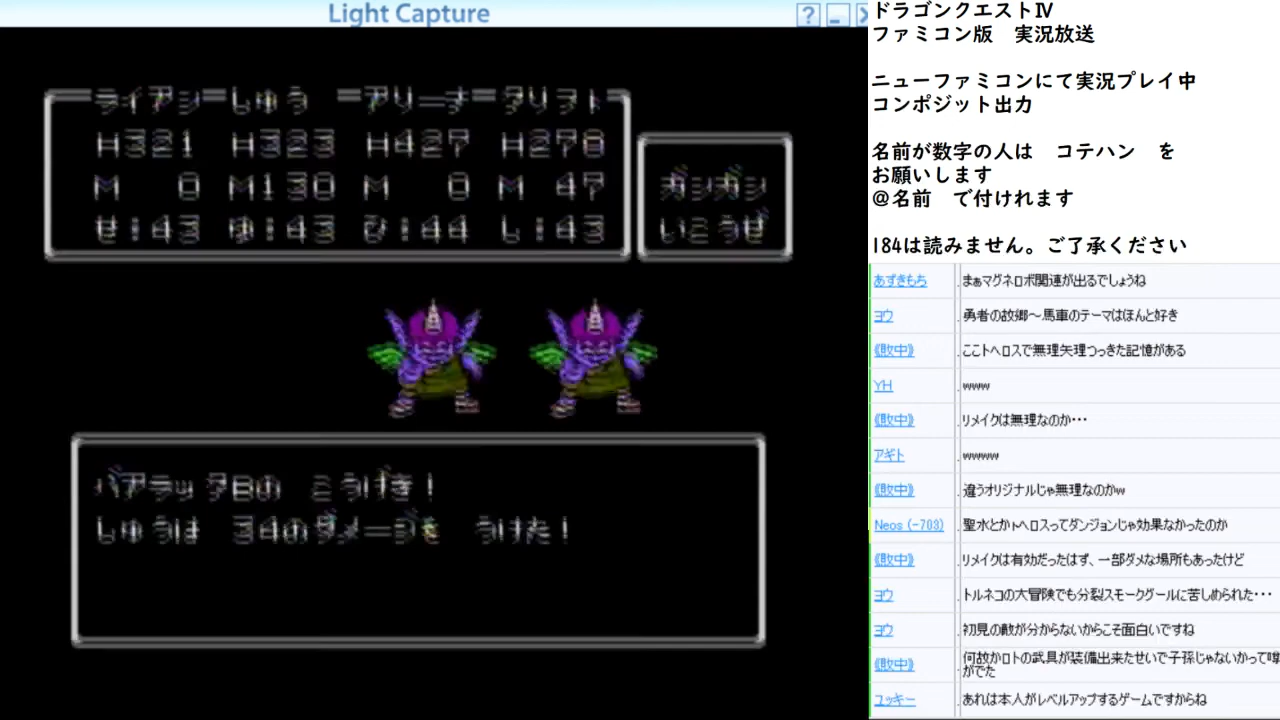 Light Capture
ライアン しゅう アリーナ クリフト
H321 H323 H427 H278
M 0 M130 M 0 M 47
せ:43 ゆ:43 ひ:44 し:43
ガンガン
いこうぜ
ベアラックBの こうげき!
しゅうは 34のダメージを うけた!
ドラゴンクエストⅣ
ファミコン版 実況放送
ニューファミコンにて実況プレイ中
コンポジット出力
名前が数字の人は コテハン を
お願いします
@名前 で付けれます
184は読みません。ご了承ください
あずきもち まぁマグネロボ関連が出るでしょうね
ヨウ 勇者の故郷～馬車のテーマはほんと好き
《敗中》 ここトヘロスで無理矢理つっきた記憶がある
YH www
《敗中》 リメイクは無理なのか・・・
アギト wwww
《敗中》 違うオリジナルじゃ無理なのかw
Neos (-703) 聖水とかトヘロスってダンジョンじゃ効果なかったのか
《敗中》 リメイクは有効だったはず、一部ダメな場所もあったけど
ヨウ トルネコの大冒険でも分裂スモークグールに苦しめられた・・・
ヨウ 初見の敵が分からないからこそ面白いですね
《敗中》 何故かロトの武具が装備出来たせいで子孫じゃないかって噂
がでた
ユッキー あれは本人がレベルアップするゲームですからね